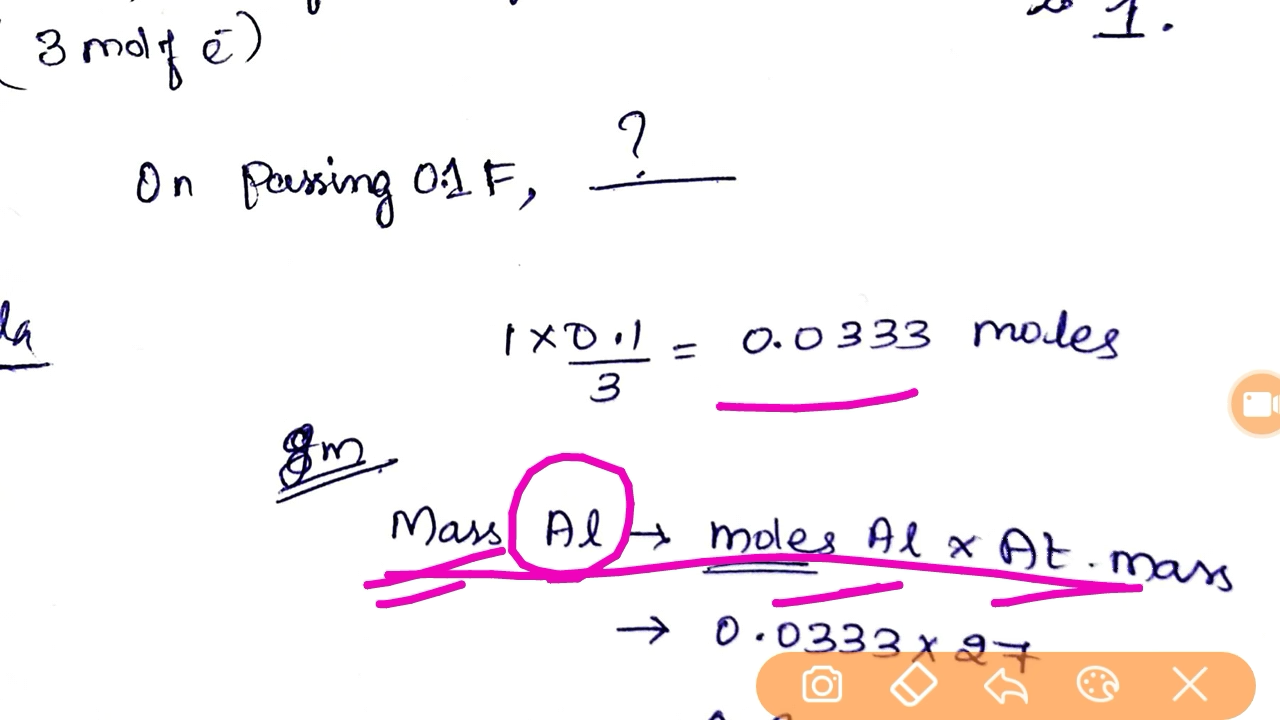 (3 mol of e⁻)
1.
On passing 0.1 F, ?
1 × 0.1 / 3 = 0.0333 moles
gm
Mass Al → moles Al × At. mass
→ 0.0333 × 27